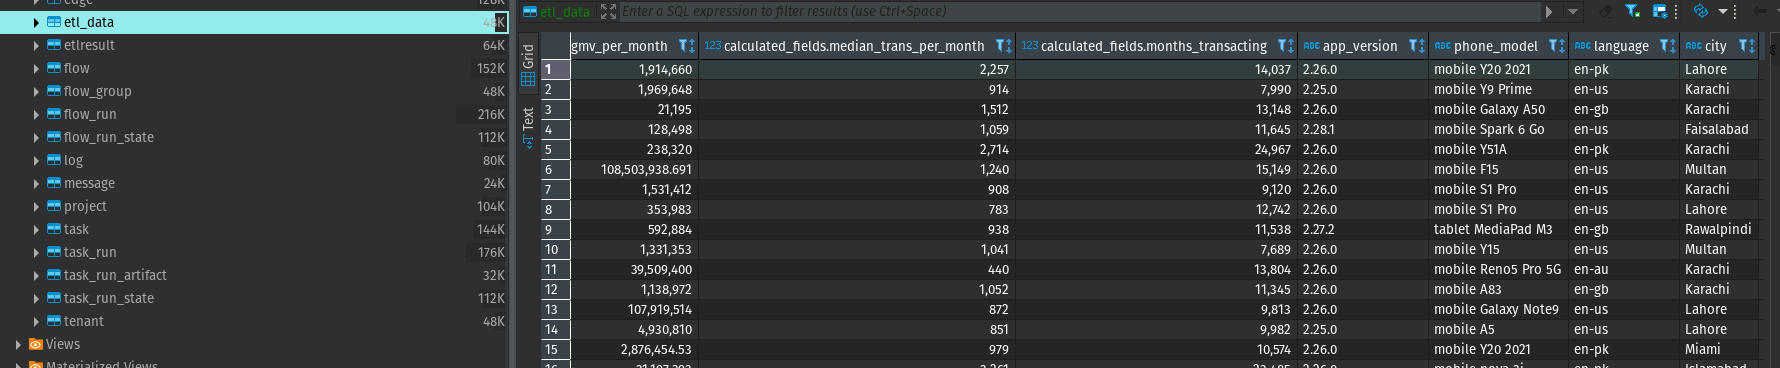 edge 128K
etl_data 48K
etlresult 64K
flow 152K
flow_group 48K
flow_run 216K
flow_run_state 112K
log 80K
message 24K
project 104K
task 144K
task_run 176K
task_run_artifact 32K
task_run_state 112K
tenant 48K
Views
Materialized Views
etl_data Enter a SQL expression to filter results (use Ctrl+Space)
Grid
Text
gmv_per_month 123 calculated_fields.median_trans_per_month 123 calculated_fields.months_transacting ABC app_version ABC phone_model ABC language ABC city
1 1,914,660 2,257 14,037 2.26.0 mobile Y20 2021 en-pk Lahore
2 1,969,648 914 7,990 2.25.0 mobile Y9 Prime en-us Karachi
3 21,195 1,512 13,148 2.26.0 mobile Galaxy A50 en-gb Karachi
4 128,498 1,059 11,645 2.28.1 mobile Spark 6 Go en-us Faisalabad
5 238,320 2,714 24,967 2.26.0 mobile Y51A en-pk Karachi
6 108,503,938.691 1,240 15,149 2.26.0 mobile F15 en-us Multan
7 1,531,412 908 9,120 2.26.0 mobile S1 Pro en-us Karachi
8 353,983 783 12,742 2.26.0 mobile S1 Pro en-us Lahore
9 592,884 938 11,538 2.27.2 tablet MediaPad M3 en-gb Rawalpindi
10 1,331,353 1,041 7,689 2.26.0 mobile Y15 en-us Multan
11 39,509,400 440 13,804 2.26.0 mobile Reno5 Pro 5G en-au Karachi
12 1,138,972 1,052 11,345 2.26.0 mobile A83 en-gb Karachi
13 107,919,514 872 9,813 2.26.0 mobile Galaxy Note9 en-us Lahore
14 4,930,810 851 9,982 2.25.0 mobile A5 en-us Lahore
15 2,876,454.53 979 10,574 2.26.0 mobile Y20 2021 en-pk Miami